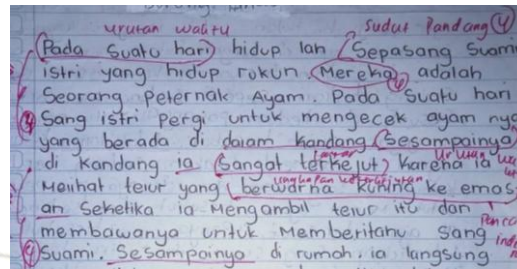 urutan waktu sudut Pandang 4
Pada Suatu hari hidup lah Sepasang Suami
istri yang hidup rukun. Mereka adalah
Seorang peternak Ayam. Pada Suatu hari
Sang istri pergi untuk mengecek ayam nya
yang berada di dalam kandang. Sesampainya
di kandang ia Sangat terkejut karena ia
Melihat telur yang berwarna kuning ke emas
an Seketika ia mengambil telur itu dan
membawanya untuk Memberitahu Sang
Suami. Sesampainya di rumah, ia langsung